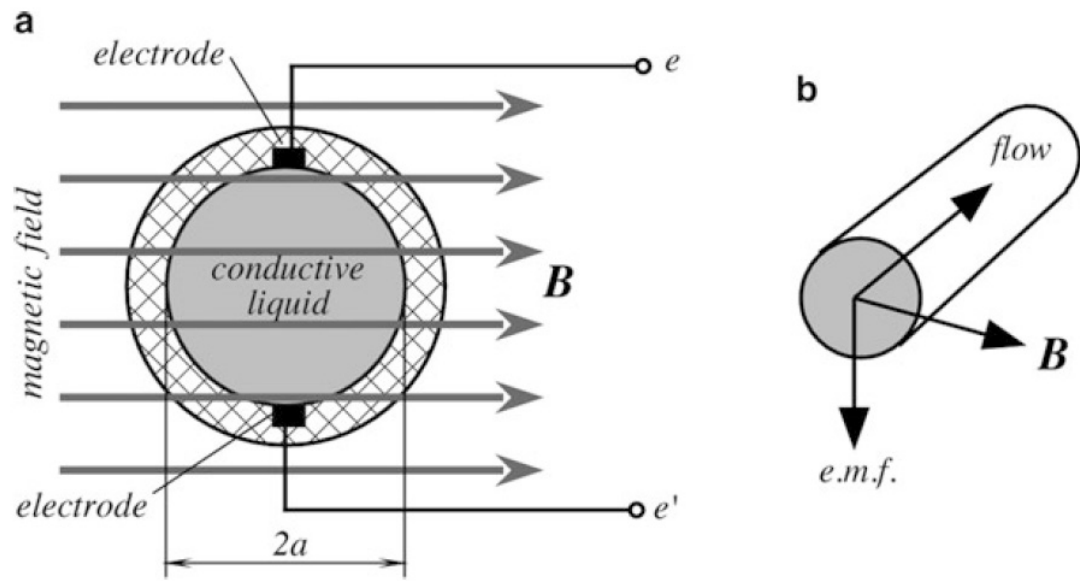 a
electrode
e
magnetic field
conductive
liquid
B
electrode
e'
2a
b
flow
B
e.m.f.